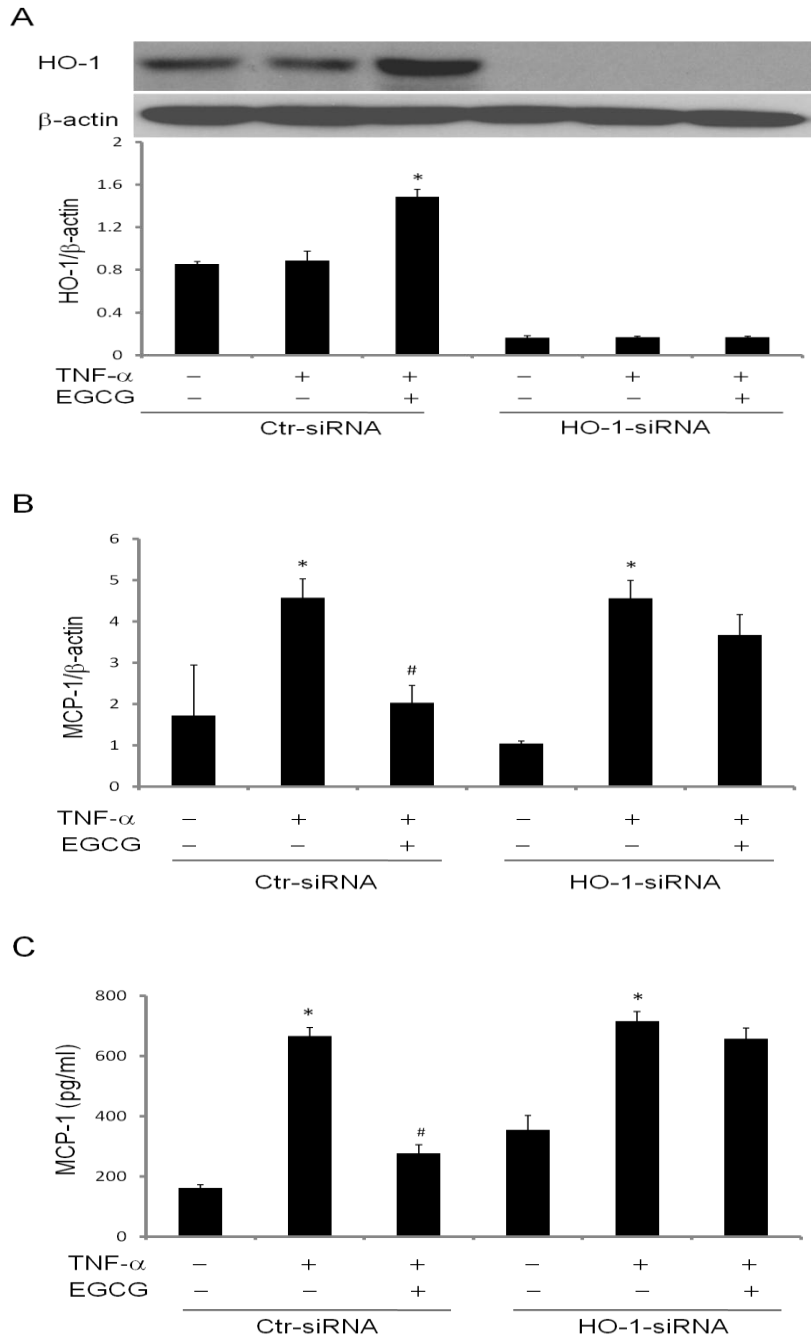 A
HO-1
β-actin
2
1.6
1.2
0.8
0.4
0
HO-1/β-actin
*
TNF-α – + + – + +
EGCG – – + – – +
Ctr-siRNA HO-1-siRNA
B
6
5
4
3
2
1
0
MCP-1/β-actin
* # *
TNF-α – + + – + +
EGCG – – + – – +
Ctr-siRNA HO-1-siRNA
C
800
600
400
200
0
MCP-1 (pg/ml)
* # *
TNF-α – + + – + +
EGCG – – + – – +
Ctr-siRNA HO-1-siRNA